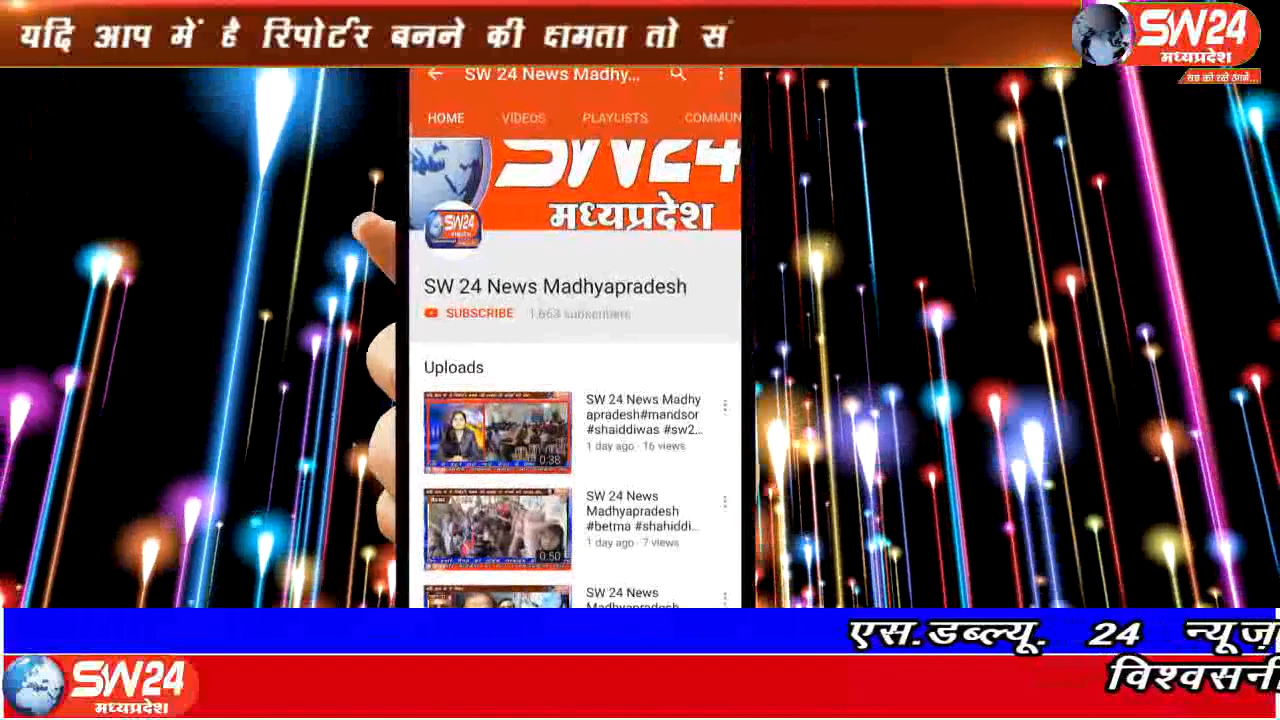 यदि आप में है रिपोर्टर बनने की क्षमता तो सं
SW24
मध्यप्रदेश
SW 24 News Madhy...
HOME VIDEOS PLAYLISTS COMMUN
SW24
मध्यप्रदेश
SW24
SW 24 News Madhyapradesh
SUBSCRIBE 1,663 subscribers
Uploads
SW 24 News Madhy
apradesh#mandsor
#shaiddiwas #sw2...
1 day ago · 16 views
0:38
SW 24 News
Madhyapradesh
#betma #shahiddi...
1 day ago · 7 views
0:50
SW 24 News
Madhyapradesh
एस.डब्ल्यू. 24 न्यूज़
विश्वसनी
SW24
मध्यप्रदेश